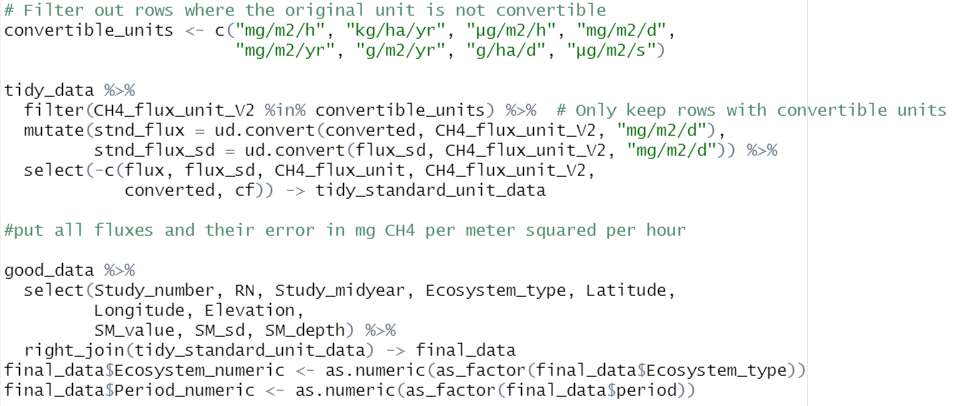 # Filter out rows where the original unit is not convertible
convertible_units <- c("mg/m2/h", "kg/ha/yr", "µg/m2/h", "mg/m2/d",
                       "mg/m2/yr", "g/m2/yr", "g/ha/d", "µg/m2/s")

tidy_data %>%
  filter(CH4_flux_unit_V2 %in% convertible_units) %>%  # Only keep rows with convertible units
  mutate(stnd_flux = ud.convert(converted, CH4_flux_unit_V2, "mg/m2/d"),
         stnd_flux_sd = ud.convert(flux_sd, CH4_flux_unit_V2, "mg/m2/d")) %>%
  select(-c(flux, flux_sd, CH4_flux_unit, CH4_flux_unit_V2,
            converted, cf)) -> tidy_standard_unit_data

#put all fluxes and their error in mg CH4 per meter squared per hour

good_data %>%
  select(Study_number, RN, Study_midyear, Ecosystem_type, Latitude,
         Longitude, Elevation,
         SM_value, SM_sd, SM_depth) %>%
  right_join(tidy_standard_unit_data) -> final_data
final_data$Ecosystem_numeric <- as.numeric(as_factor(final_data$Ecosystem_type))
final_data$Period_numeric <- as.numeric(as_factor(final_data$period))